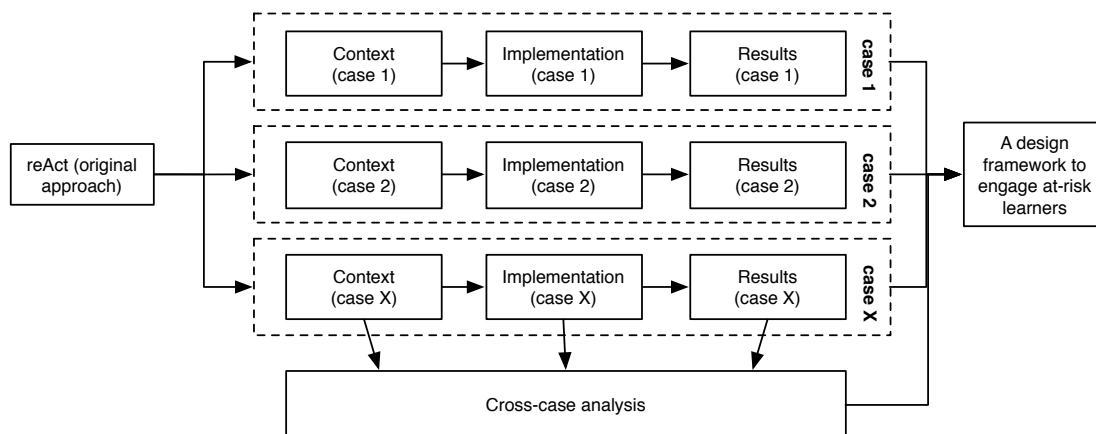 Context
(case 1)
Implementation
(case 1)
Results
(case 1)
case 1
reAct (original
approach)
Context
(case 2)
Implementation
(case 2)
Results
(case 2)
case 2
A design
framework to
engage at-risk
learners
Context
(case X)
Implementation
(case X)
Results
(case X)
case X
Cross-case analysis